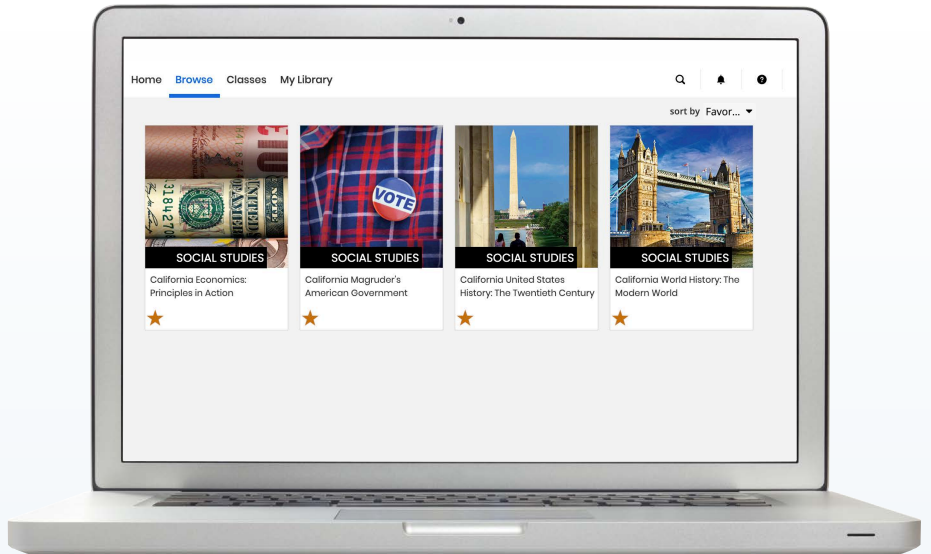 Home Browse Classes My Library
sort by Favor...
SOCIAL STUDIES
California Economics:
Principles in Action
VOTE
SOCIAL STUDIES
California Magruder's
American Government
SOCIAL STUDIES
California United States
History: The Twentieth Century
SOCIAL STUDIES
California World History: The
Modern World